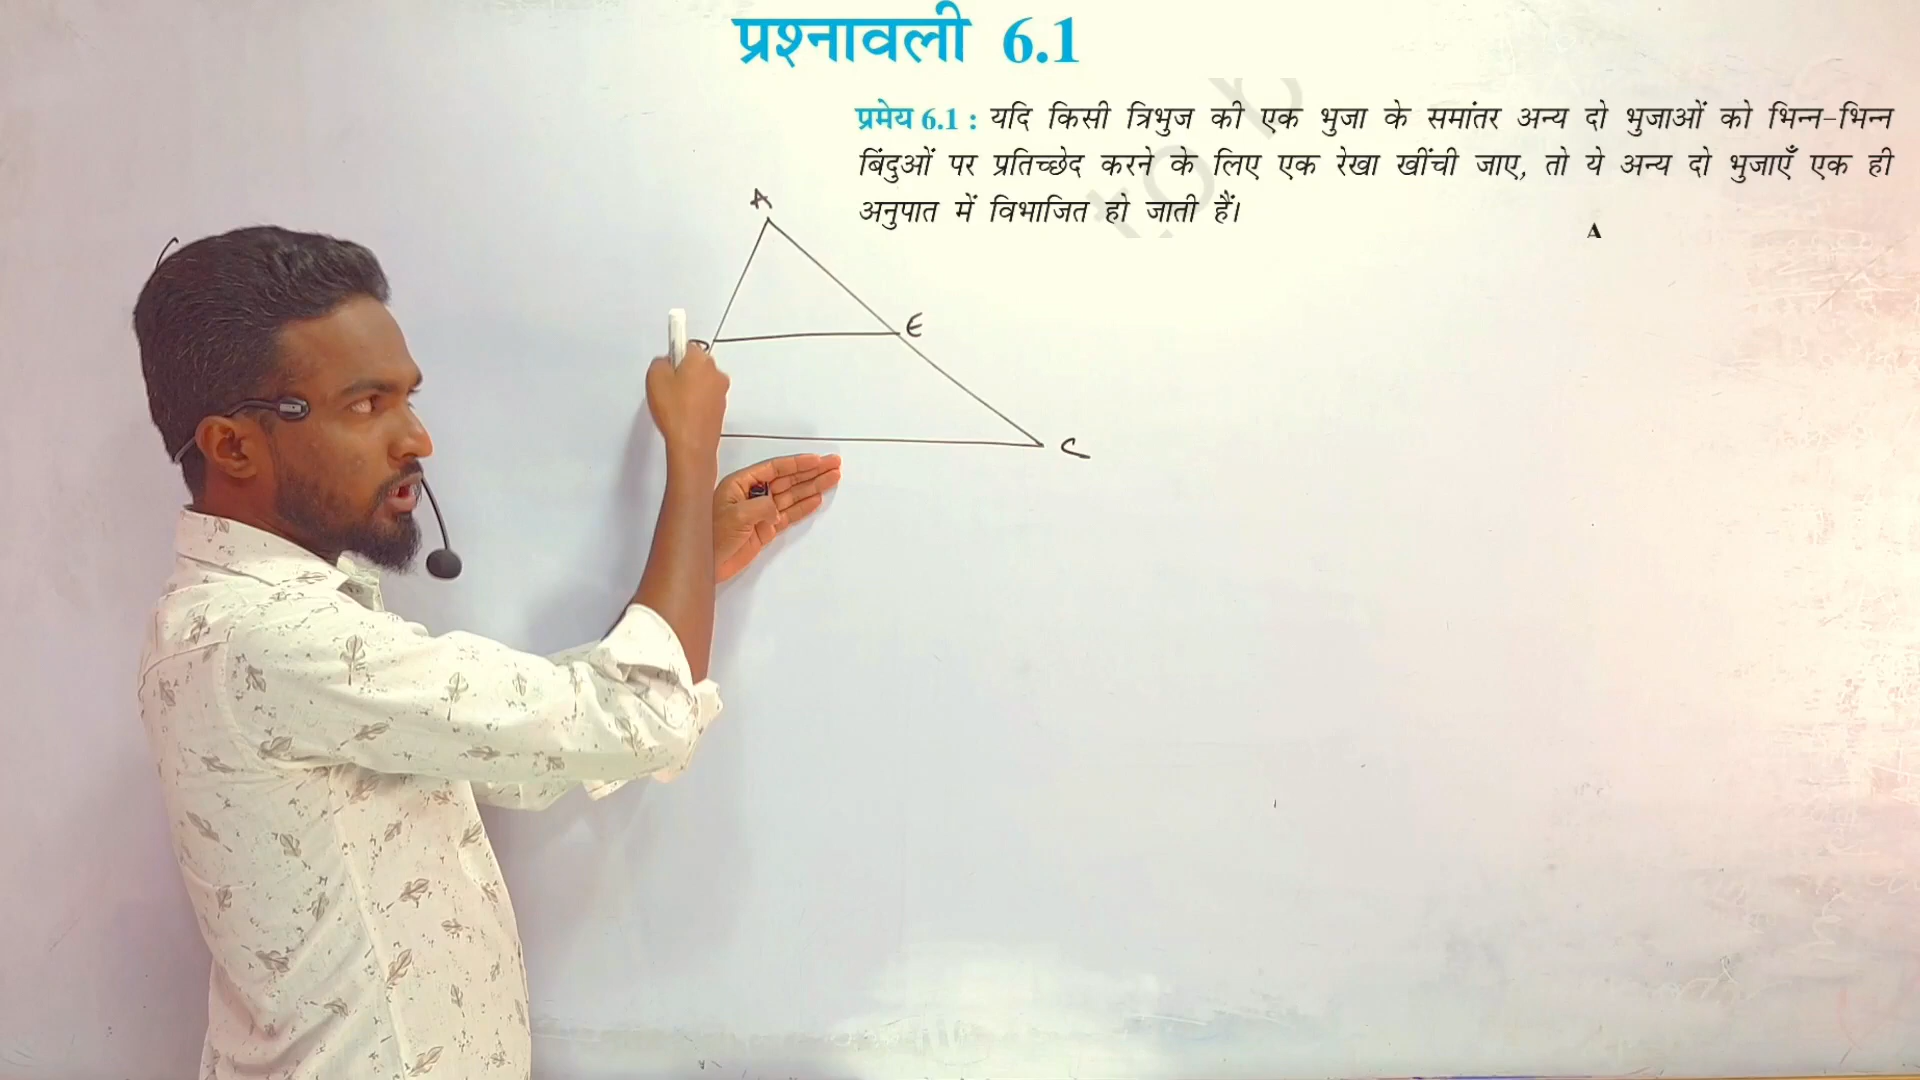 प्रश्नावली 6.1
प्रमेय 6.1 : यदि किसी त्रिभुज की एक भुजा के समांतर अन्य दो भुजाओं को भिन्न-भिन्न
बिंदुओं पर प्रतिच्छेद करने के लिए एक रेखा खींची जाए, तो ये अन्य दो भुजाएँ एक ही
अनुपात में विभाजित हो जाती हैं।
A
A
E
C